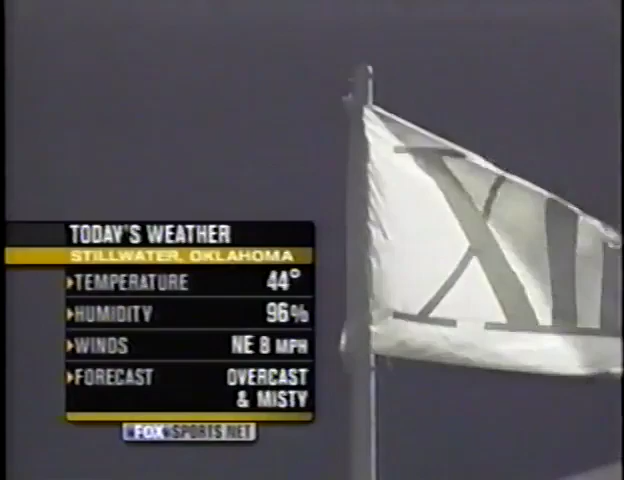 TODAY'S WEATHER
STILLWATER, OKLAHOMA
TEMPERATURE 44°
HUMIDITY 96%
WINDS NE 8 MPH
FORECAST OVERCAST
& MISTY
FOX SPORTS NET
XII